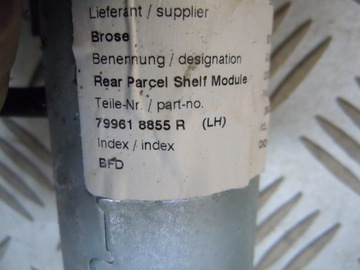 Lieferant / supplier
Brose
Benennung / designation
Rear Parcel Shelf Module
Teile-Nr. / part-no.
79961 8855 R (LH)
Index / index
BFD